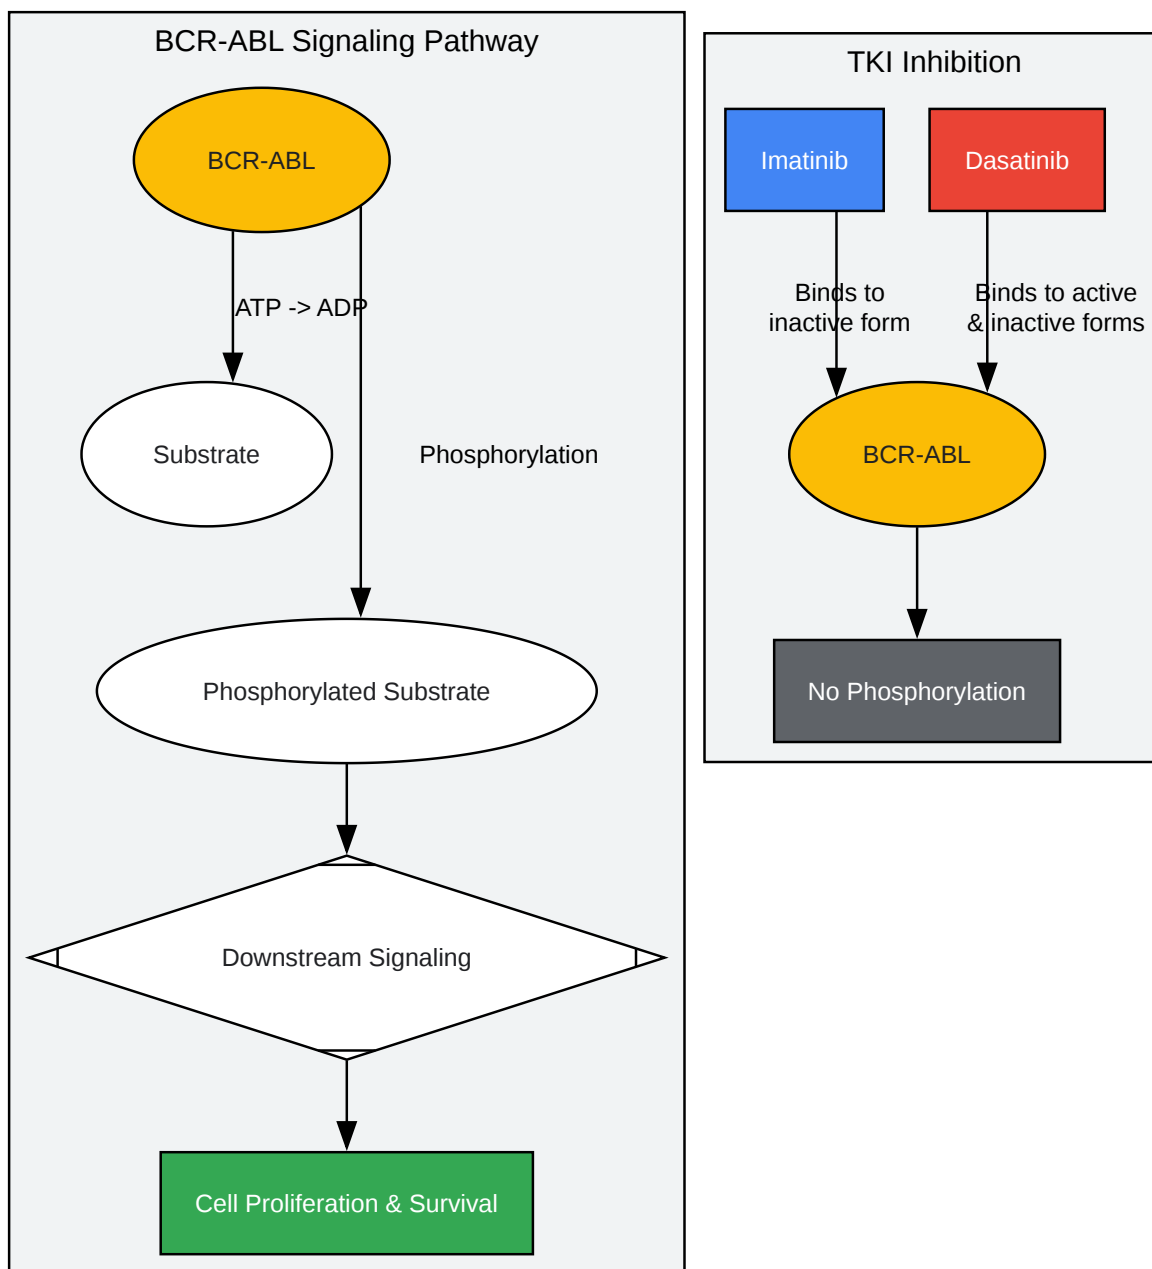 BCR-ABL Signaling Pathway
BCR-ABL
ATP -> ADP
Substrate
Phosphorylation
Phosphorylated Substrate
Downstream Signaling
Cell Proliferation & Survival
TKI Inhibition
Imatinib
Dasatinib
Binds to
inactive form
Binds to active
& inactive forms
BCR-ABL
No Phosphorylation